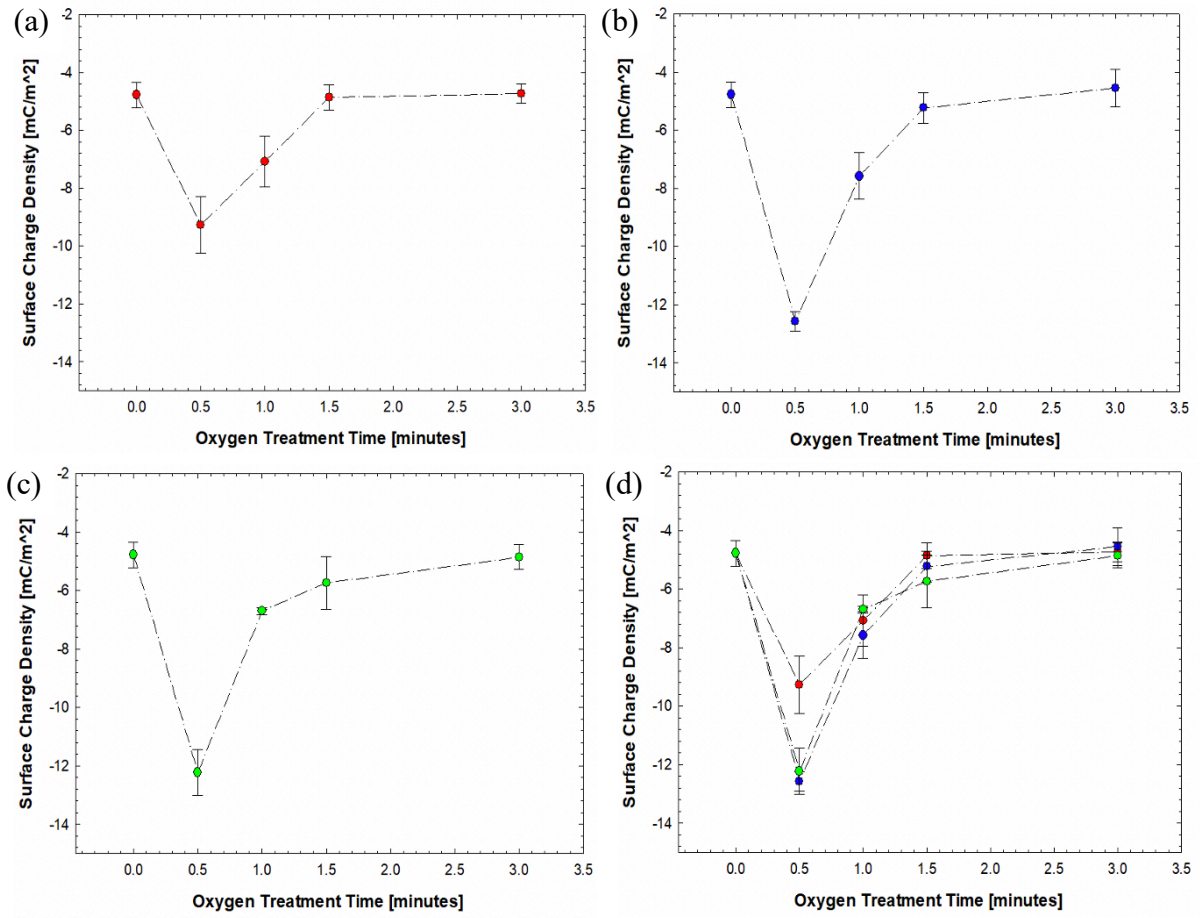 (a)
-2
-4
-6
-8
-10
-12
-14
Surface Charge Density [mC/m^2]
0.0 0.5 1.0 1.5 2.0 2.5 3.0 3.5
Oxygen Treatment Time [minutes]
(b)
-2
-4
-6
-8
-10
-12
-14
Surface Charge Density [mC/m^2]
0.0 0.5 1.0 1.5 2.0 2.5 3.0 3.5
Oxygen Treatment Time [minutes]
(c)
-2
-4
-6
-8
-10
-12
-14
Surface Charge Density [mC/m^2]
0.0 0.5 1.0 1.5 2.0 2.5 3.0 3.5
Oxygen Treatment Time [minutes]
(d)
-2
-4
-6
-8
-10
-12
-14
Surface Charge Density [mC/m^2]
0.0 0.5 1.0 1.5 2.0 2.5 3.0 3.5
Oxygen Treatment Time [minutes]